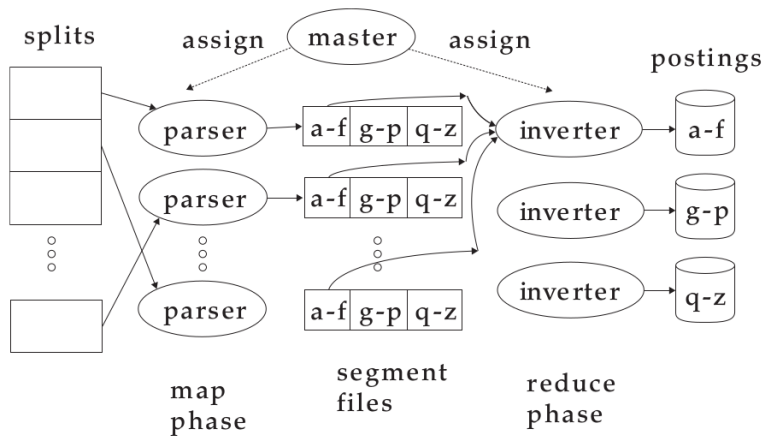 splits
assign
master
assign
postings
parser
a-f g-p q-z
inverter
a-f
parser
a-f g-p q-z
inverter
g-p
parser
a-f g-p q-z
inverter
q-z
map
phase
segment
files
reduce
phase